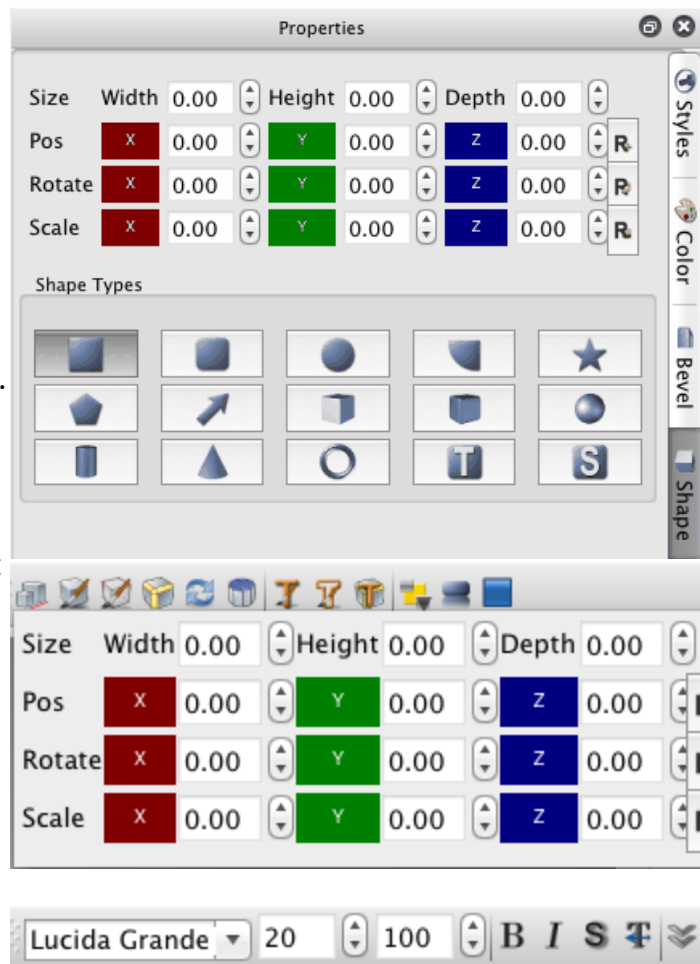 Properties
Size Width 0.00 Height 0.00 Depth 0.00
Pos X 0.00 Y 0.00 Z 0.00 R
Rotate X 0.00 Y 0.00 Z 0.00 R
Scale X 0.00 Y 0.00 Z 0.00 R
Shape Types
T S
Styles
Color
Bevel
Shape
Size Width 0.00 Height 0.00 Depth 0.00
Pos X 0.00 Y 0.00 Z 0.00
Rotate X 0.00 Y 0.00 Z 0.00
Scale X 0.00 Y 0.00 Z 0.00
Lucida Grande 20 100 B I S T